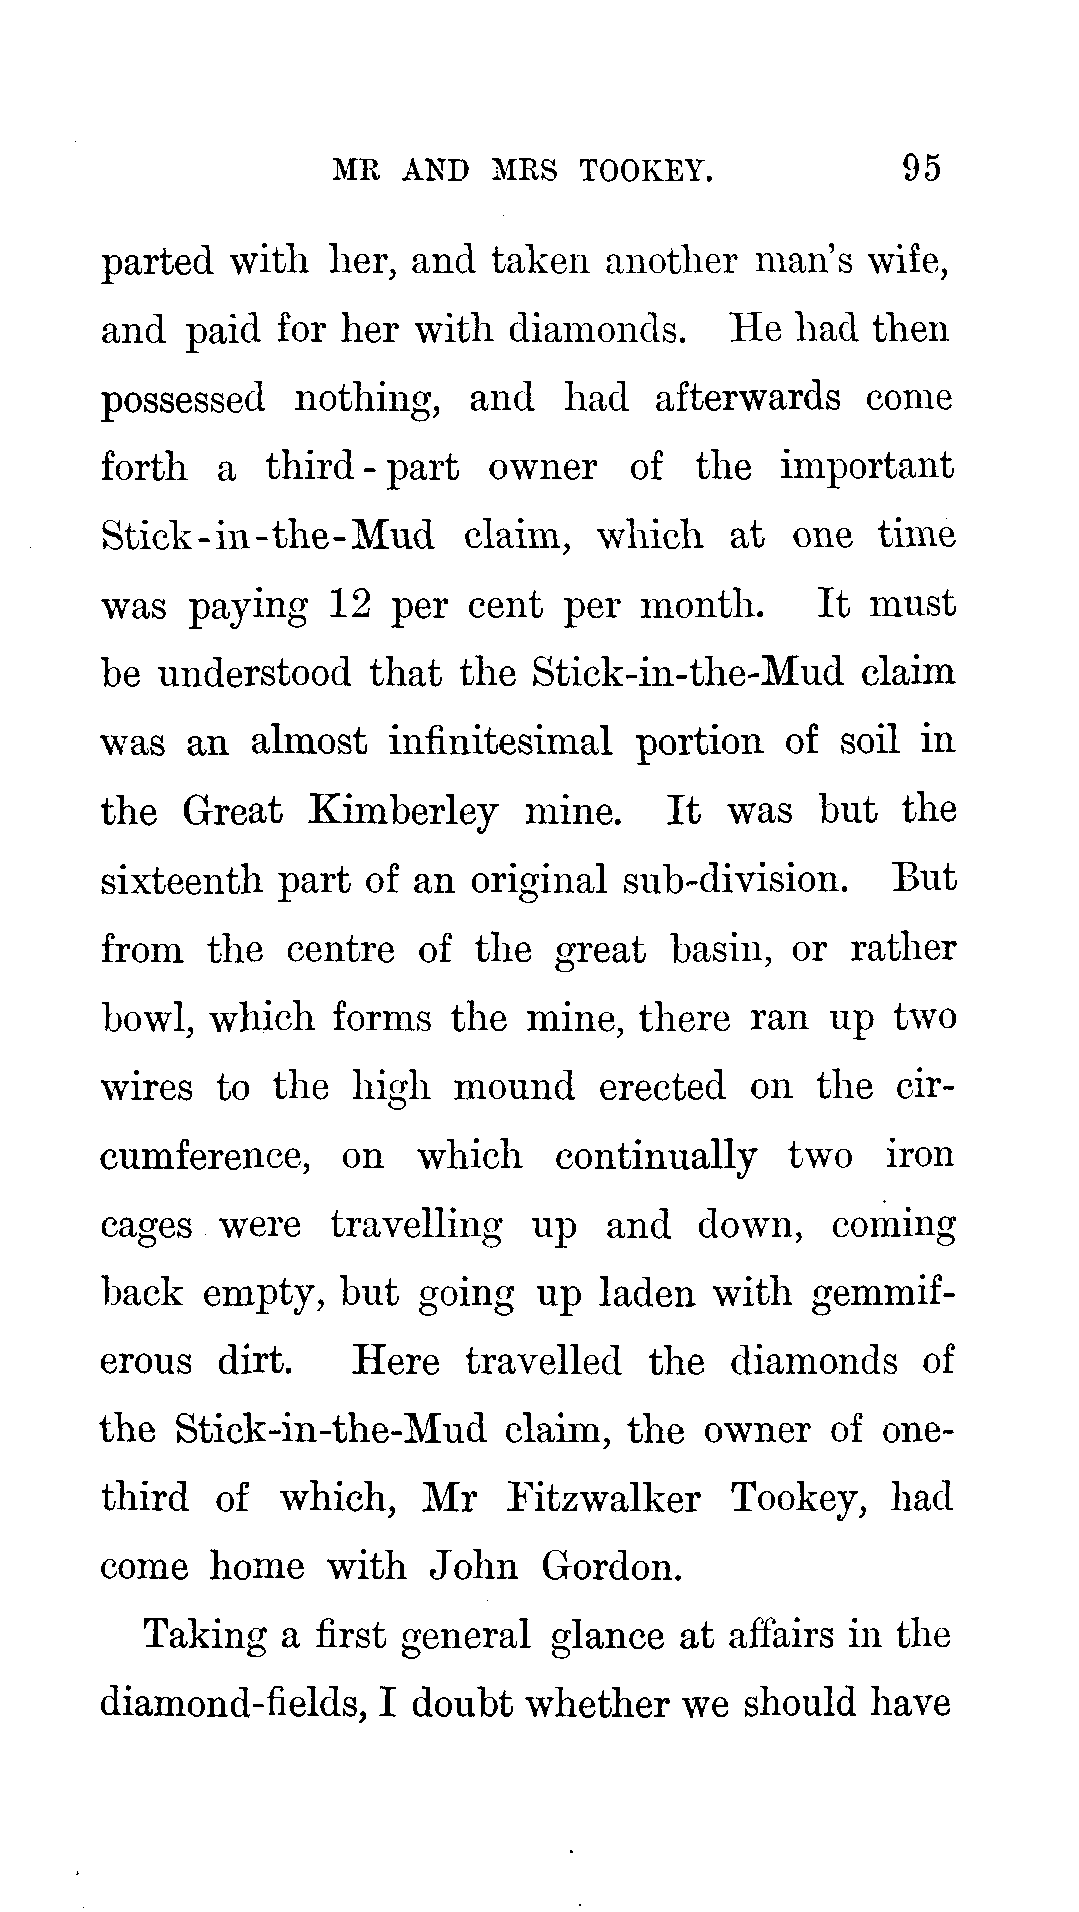 MR AND MRS TOOKEY. 95
parted with her, and taken another man's wife,
and paid for her with diamonds. He had then
possessed nothing, and had afterwards come
forth a third-part owner of the important
Stick-in-the-Mud claim, which at one time
was paying 12 per cent per month. It must
be understood that the Stick-in-the-Mud claim
was an almost infinitesimal portion of soil in
the Great Kimberley mine. It was but the
sixteenth part of an original sub-division. But
from the centre of the great basin, or rather
bowl, which forms the mine, there ran up two
wires to the high mound erected on the cir-
cumference, on which continually two iron
cages were travelling up and down, coming
back empty, but going up laden with gemmif-
erous dirt. Here travelled the diamonds of
the Stick-in-the-Mud claim, the owner of one-
third of which, Mr Fitzwalker Tookey, had
come home with John Gordon.
Taking a first general glance at affairs in the
diamond-fields, I doubt whether we should have